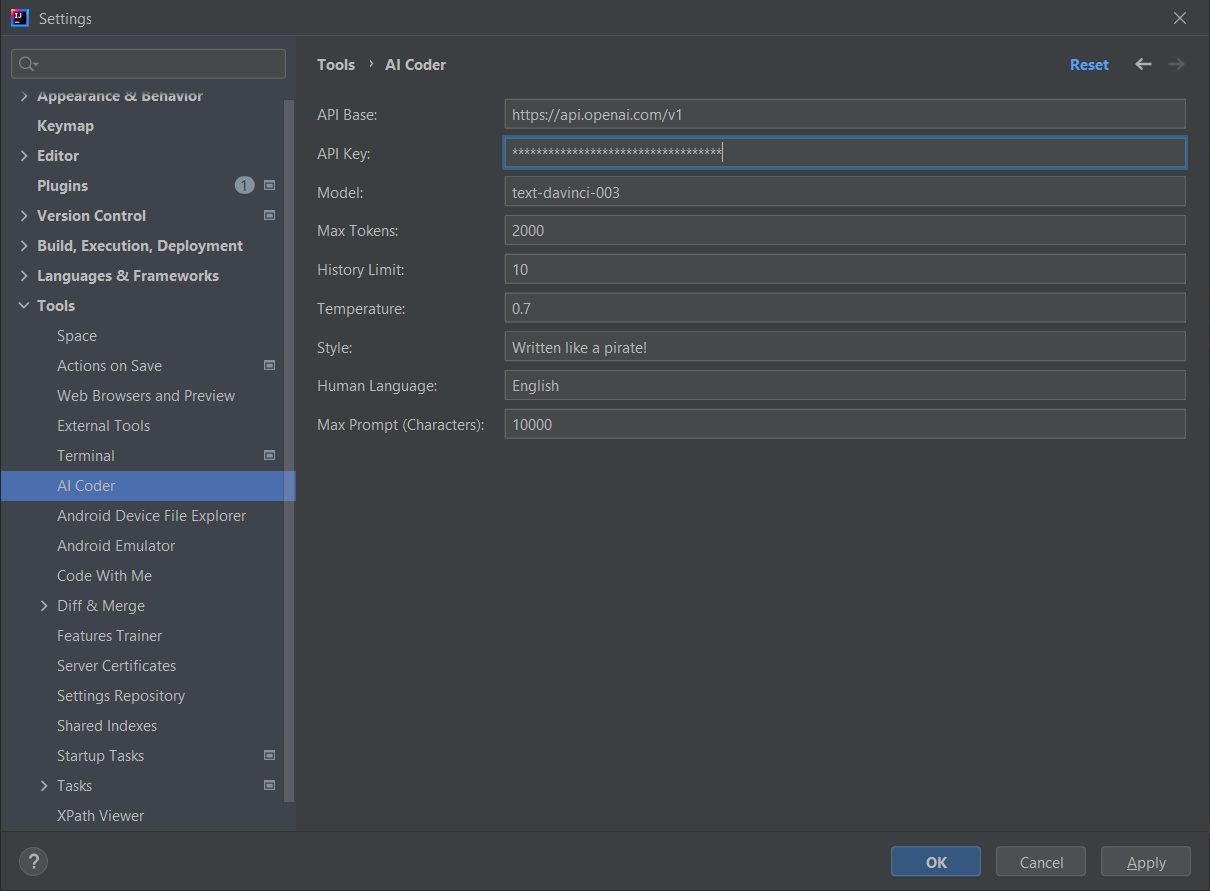 Settings
Appearance & Behavior
Keymap
Editor
Plugins 1
Version Control
Build, Execution, Deployment
Languages & Frameworks
Tools
Space
Actions on Save
Web Browsers and Preview
External Tools
Terminal
AI Coder
Android Device File Explorer
Android Emulator
Code With Me
Diff & Merge
Features Trainer
Server Certificates
Settings Repository
Shared Indexes
Startup Tasks
Tasks
XPath Viewer
Tools › AI Coder Reset
API Base: https://api.openai.com/v1
API Key: ***********************************
Model: text-davinci-003
Max Tokens: 2000
History Limit: 10
Temperature: 0.7
Style: Written like a pirate!
Human Language: English
Max Prompt (Characters): 10000
? OK Cancel Apply